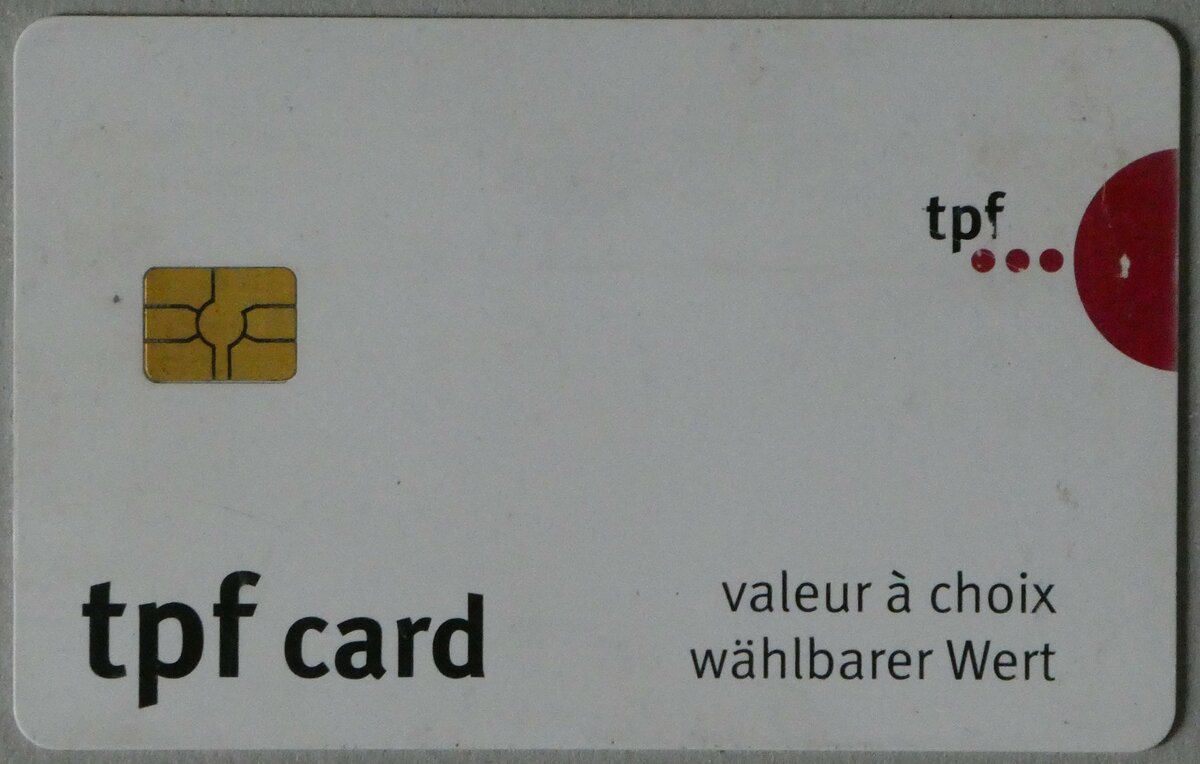 tpf
tpf card
valeur à choix
wählbarer Wert